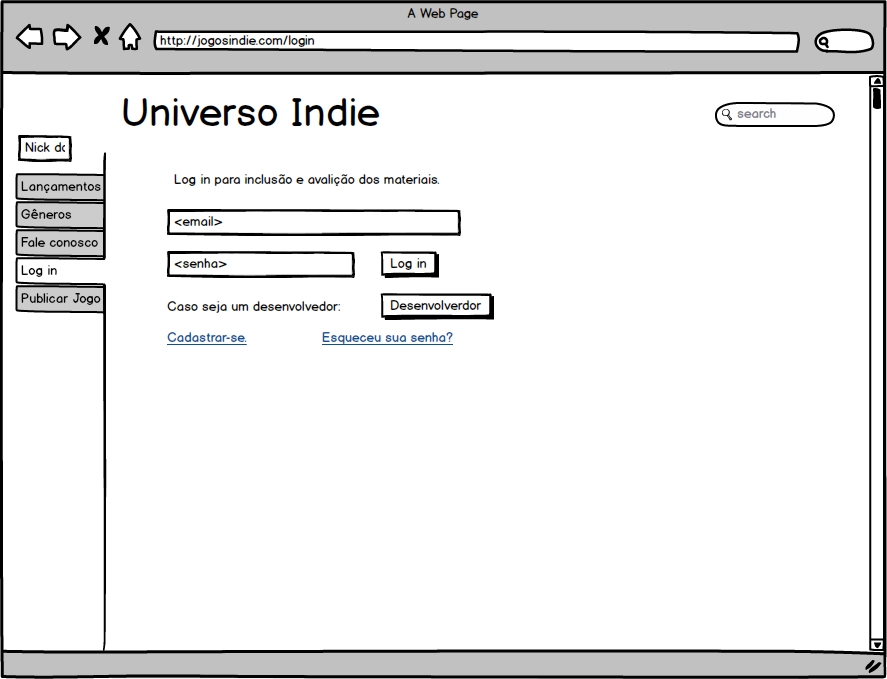 A Web Page
http://jogosindie.com/login
Universo Indie
search
Nick do
Lançamentos
Gêneros
Fale conosco
Log in
Publicar Jogo
Log in para inclusão e avalição dos materiais.
<email>
<senha>
Log in
Caso seja um desenvolvedor:
Desenvolverdor
Cadastrar-se.
Esqueceu sua senha?